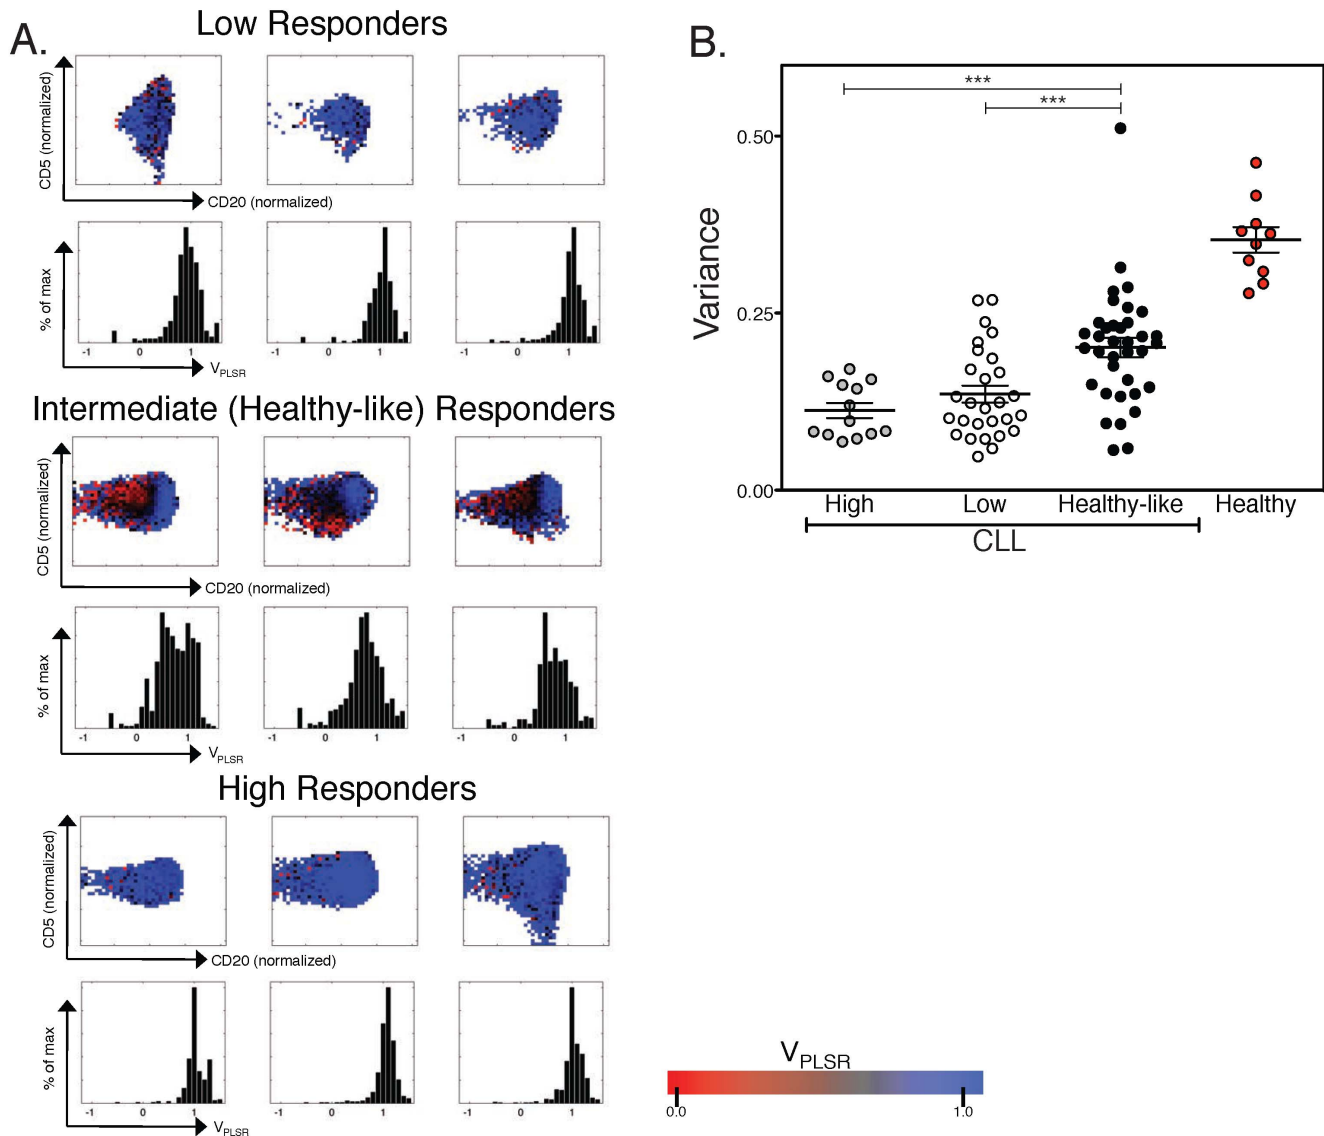 A.
Low Responders
CD5 (normalized)
CD20 (normalized)
% of max
-1 0 1
-1 0 1
-1 0 1
VPLSR
Intermediate (Healthy-like) Responders
CD5 (normalized)
CD20 (normalized)
% of max
-1 0 1
-1 0 1
-1 0 1
VPLSR
High Responders
CD5 (normalized)
CD20 (normalized)
% of max
-1 0 1
-1 0 1
-1 0 1
VPLSR
B.
Variance
0.50
0.25
0.00
***
***
High Low Healthy-like Healthy
CLL
VPLSR
0.0 1.0